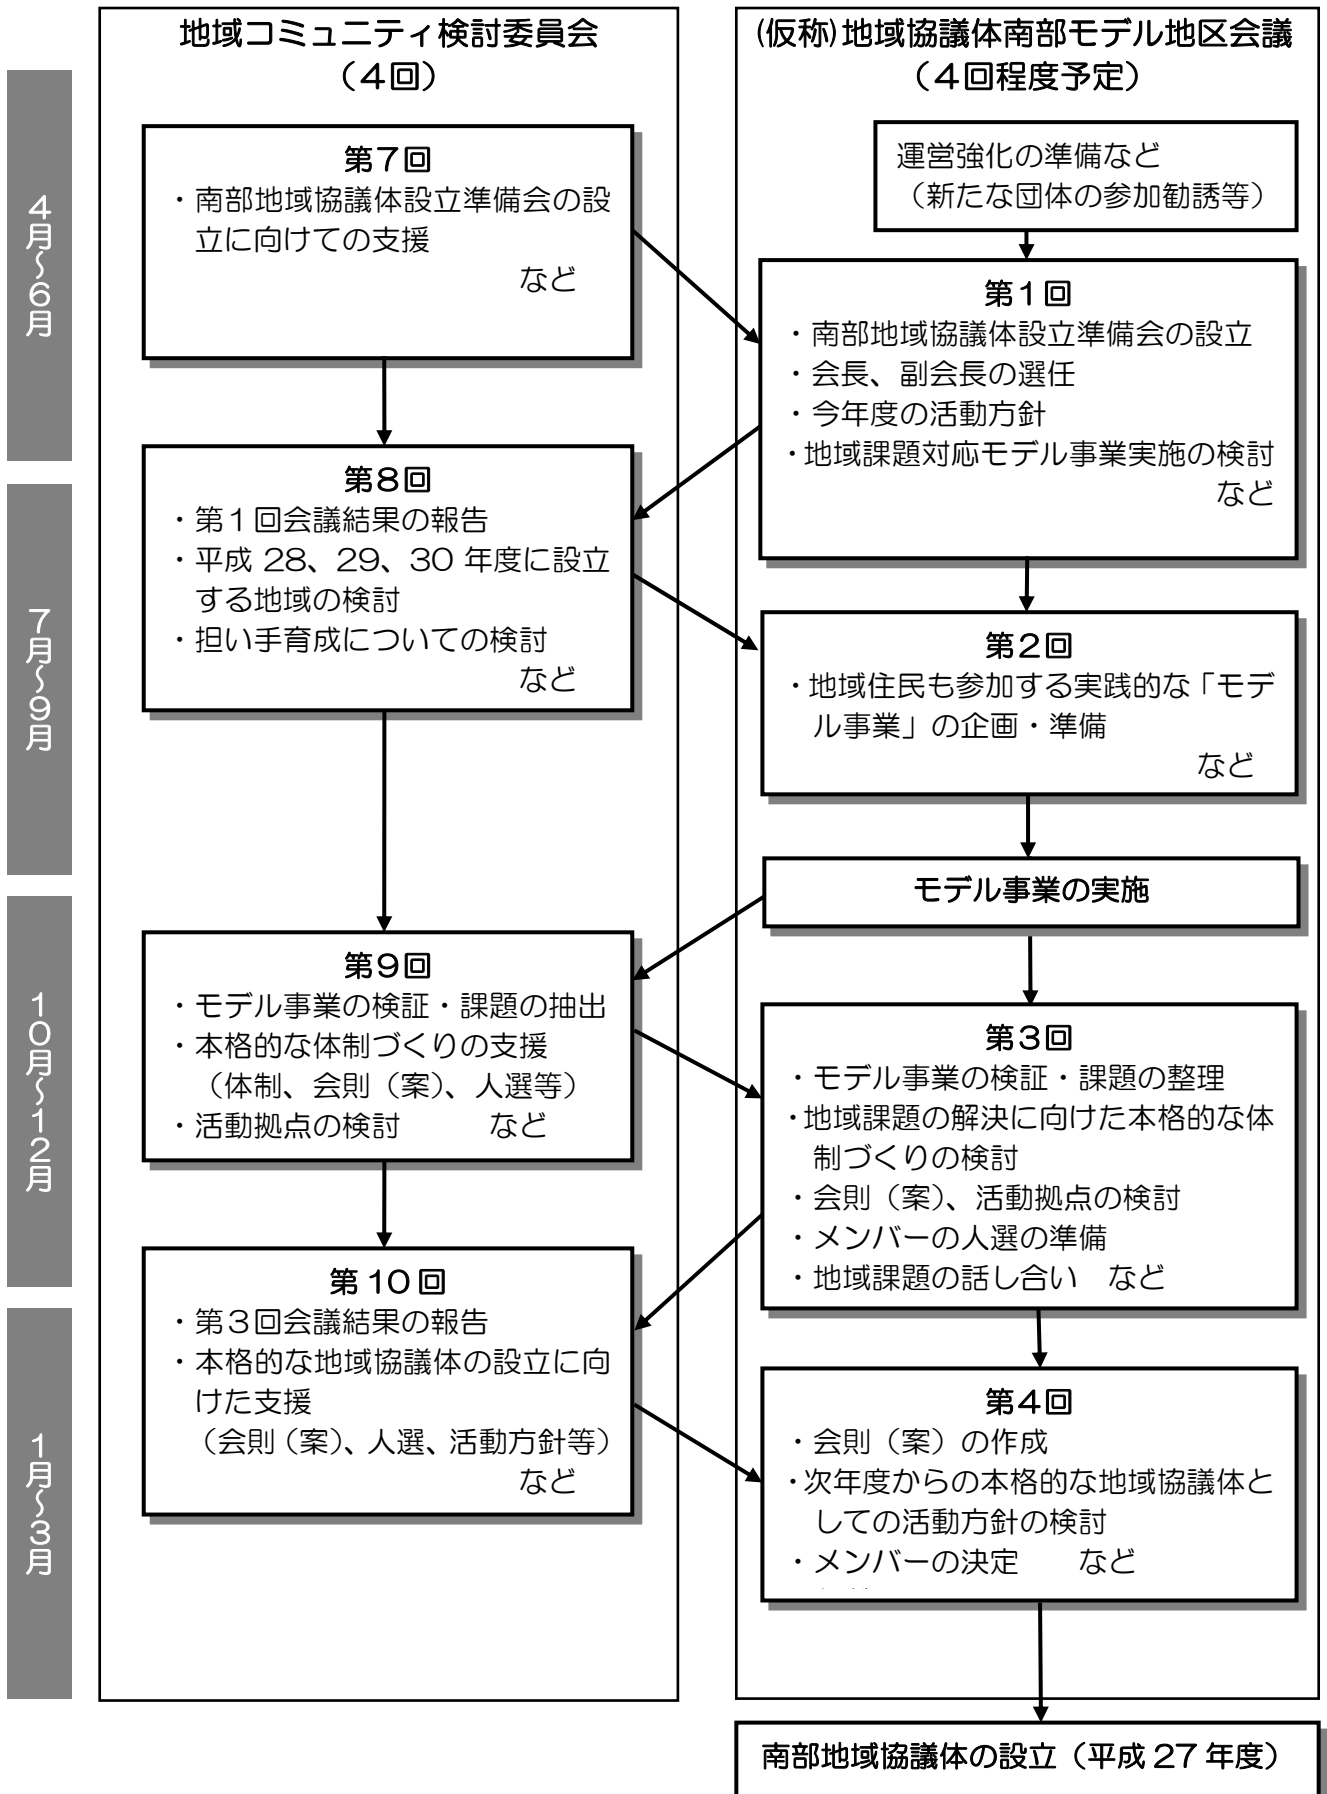 地域コミュニティ検討委員会
（４回）
４月～６月
第７回
・南部地域協議体設立準備会の設
立に向けての支援
など
第８回
・第１回会議結果の報告
・平成 28、29、30 年度に設立
する地域の検討
・担い手育成についての検討
など
７月～９月
第９回
・モデル事業の検証・課題の抽出
・本格的な体制づくりの支援
（体制、会則（案）、人選等）
・活動拠点の検討　　　など
１０月～１２月
第 10 回
・第３回会議結果の報告
・本格的な地域協議体の設立に向
けた支援
（会則（案）、人選、活動方針等）
など
１月～３月
(仮称)地域協議体南部モデル地区会議
（４回程度予定）
運営強化の準備など
（新たな団体の参加勧誘等）
第１回
・南部地域協議体設立準備会の設立
・会長、副会長の選任
・今年度の活動方針
・地域課題対応モデル事業実施の検討
など
第２回
・地域住民も参加する実践的な「モデ
ル事業」の企画・準備
など
モデル事業の実施
第３回
・モデル事業の検証・課題の整理
・地域課題の解決に向けた本格的な体
制づくりの検討
・会則（案）、活動拠点の検討
・メンバーの人選の準備
・地域課題の話し合い　など
第４回
・会則（案）の作成
・次年度からの本格的な地域協議体と
しての活動方針の検討
・メンバーの決定　　など
南部地域協議体の設立（平成 27 年度）